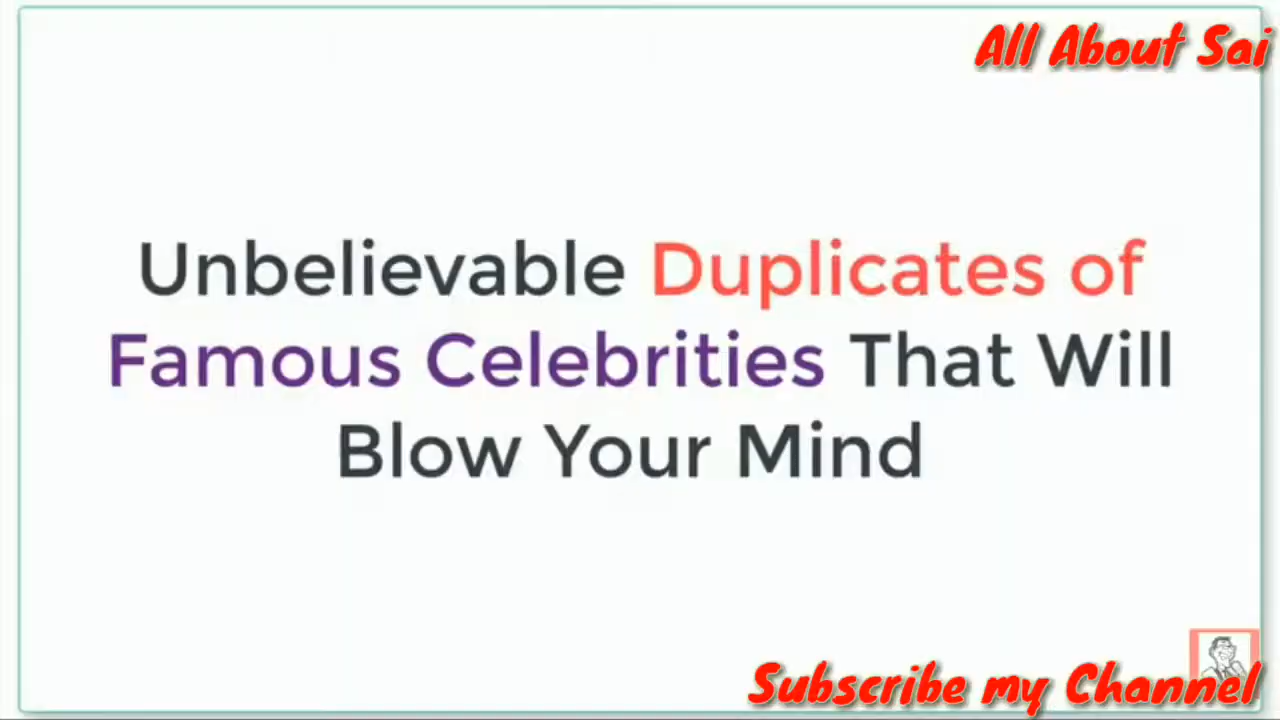 All About Sai
Unbelievable Duplicates of
Famous Celebrities That Will
Blow Your Mind
Subscribe my Channel